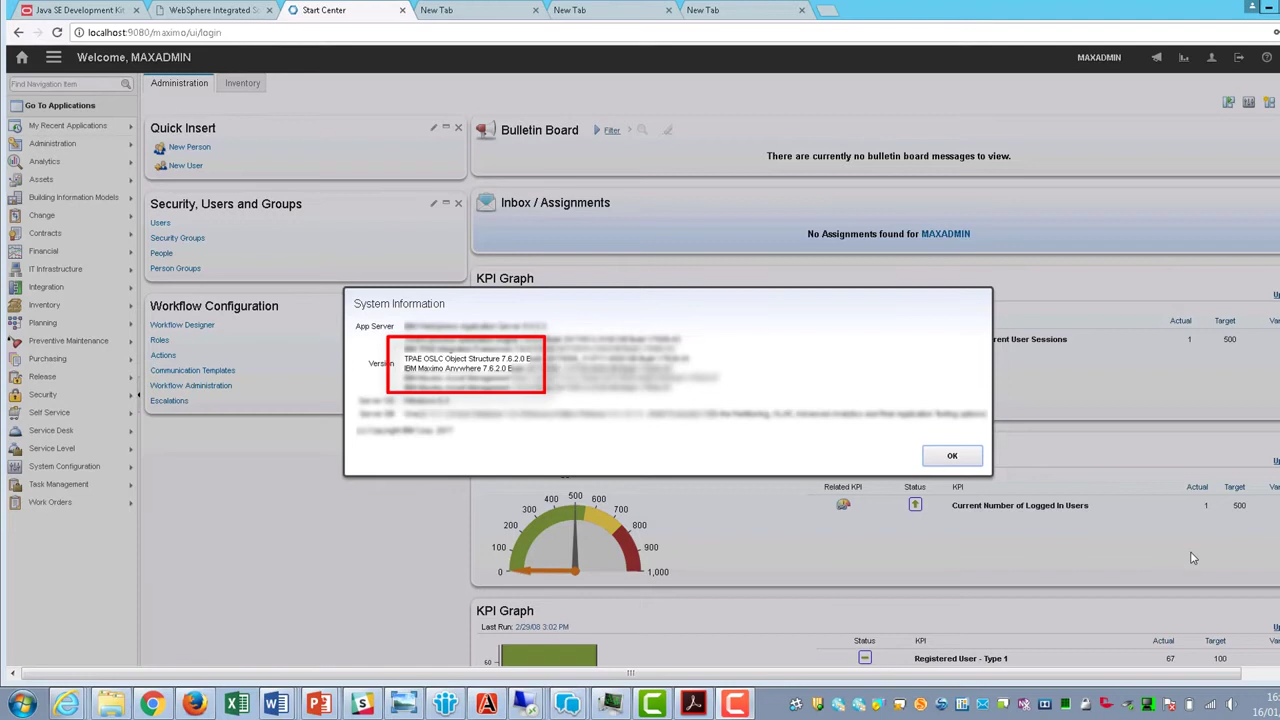 Java SE Development Kit
WebSphere Integrated S
Start Center
New Tab
New Tab
New Tab
localhost:9080/maximo/ui/login
Welcome, MAXADMIN
MAXADMIN
Find Navigation Item
Administration
Inventory
Go To Applications
My Recent Applications
Administration
Analytics
Assets
Building Information Models
Change
Contracts
Financial
IT Infrastructure
Integration
Inventory
Planning
Preventive Maintenance
Purchasing
Release
Security
Self Service
Service Desk
Service Level
System Configuration
Task Management
Work Orders
Quick Insert
New Person
New User
Security, Users and Groups
Users
Security Groups
People
Person Groups
Workflow Configuration
Workflow Designer
Roles
Actions
Communication Templates
Workflow Administration
Escalations
Bulletin Board
Filter
There are currently no bulletin board messages to view.
Inbox / Assignments
No Assignments found for MAXADMIN
KPI Graph
Actual Target
rent User Sessions 1 500
System Information
App Server
Version
TPAE OSLC Object Structure 7.6.2.0
IBM Maximo Anywhere 7.6.2.0
OK
0 100 200 300 400 500 600 700 800 900 1,000
Related KPI Status KPI Actual Target Var
Current Number of Logged In Users 1 500
KPI Graph
Last Run: 2/29/08 3:02 PM
60
Status KPI Actual Target Var
Registered User - Type 1 67 100
16:
16/01